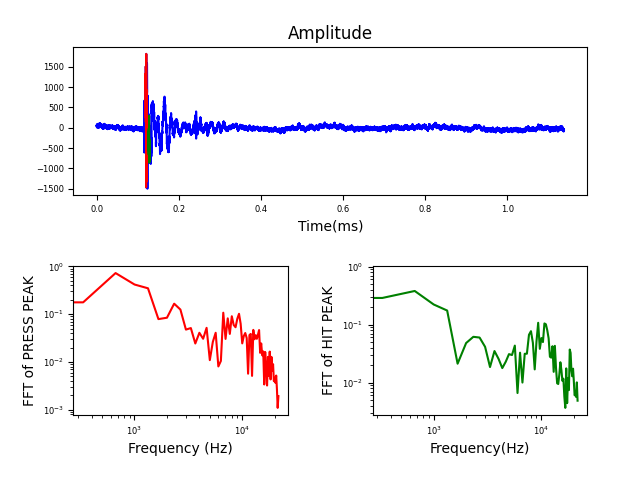 Amplitude
1500
1000
500
0
−500
−1000
−1500
0.0 0.2 0.4 0.6 0.8 1.0
Time(ms)
FFT of PRESS PEAK
10⁰
10⁻¹
10⁻²
10⁻³
10³ 10⁴
Frequency (Hz)
FFT of HIT PEAK
10⁰
10⁻¹
10⁻²
10³ 10⁴
Frequency(Hz)